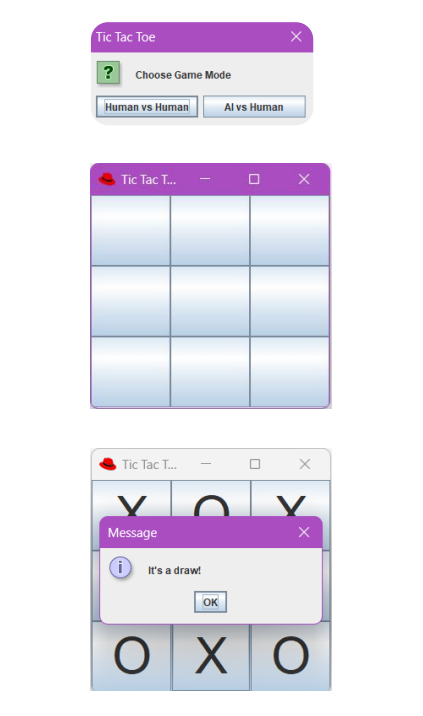 Tic Tac Toe
?
Choose Game Mode
Human vs Human AI vs Human
Tic Tac T...
Tic Tac T...
X O X
Message
i
It's a draw!
OK
O X O